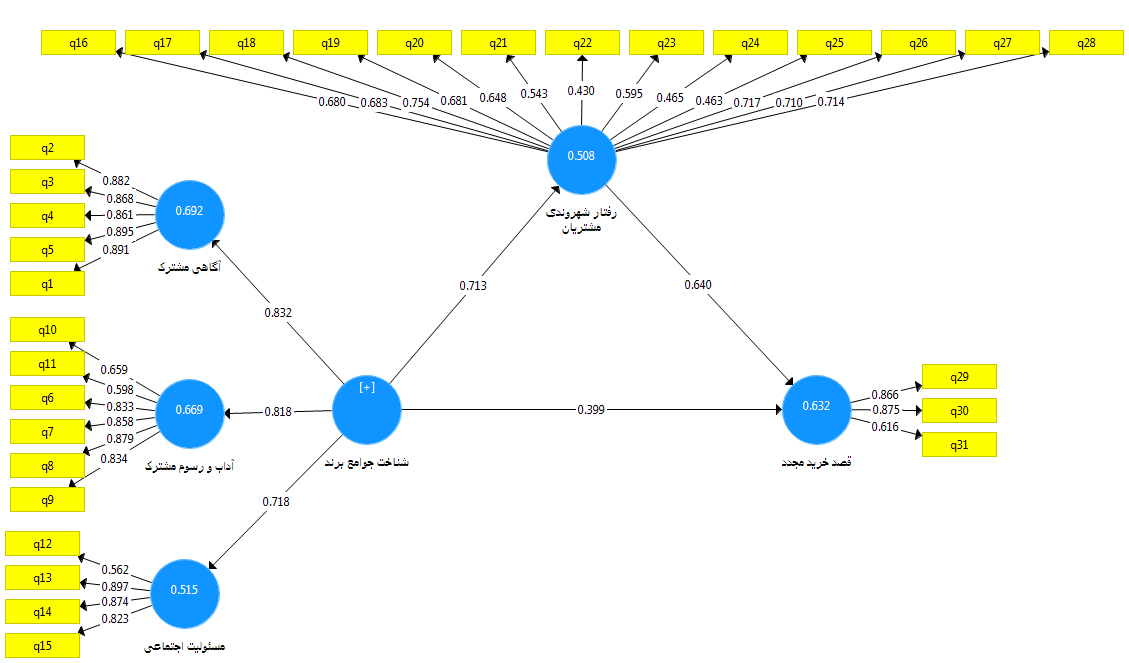 q16 q17 q18 q19 q20 q21 q22 q23 q24 q25 q26 q27 q28
0.680 0.683 0.754 0.681 0.648 0.543 0.430 0.595 0.465 0.463 0.717 0.710 0.714
0.508
رفتار شهروندی
مشتریان
q2
q3
q4
q5
q1
0.882
0.868
0.861
0.895
0.891
0.692
آگاهی مشترک
0.832
0.713
0.640
q10
q11
q6
q7
q8
q9
0.659
0.598
0.833
0.858
0.879
0.834
0.669
آداب و رسوم مشترک
0.818
[+]
شناخت جوامع برند
0.399
0.632
قصد خرید مجدد
0.866
0.875
0.616
q29
q30
q31
0.718
q12
q13
q14
q15
0.562
0.897
0.874
0.823
0.515
مسئولیت اجتماعی